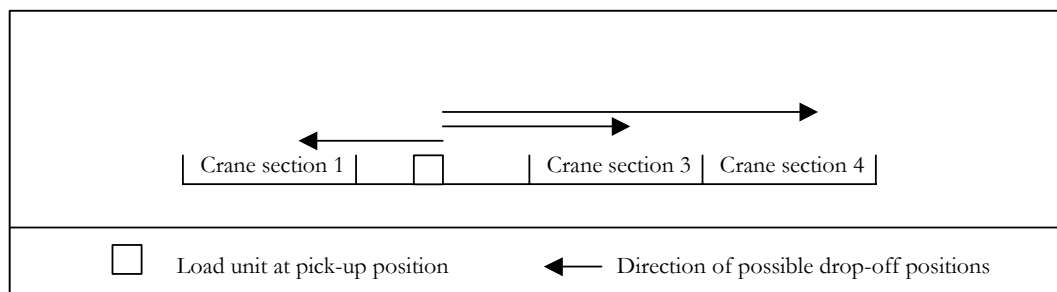 Crane section 1
Crane section 3
Crane section 4
Load unit at pick-up position
Direction of possible drop-off positions